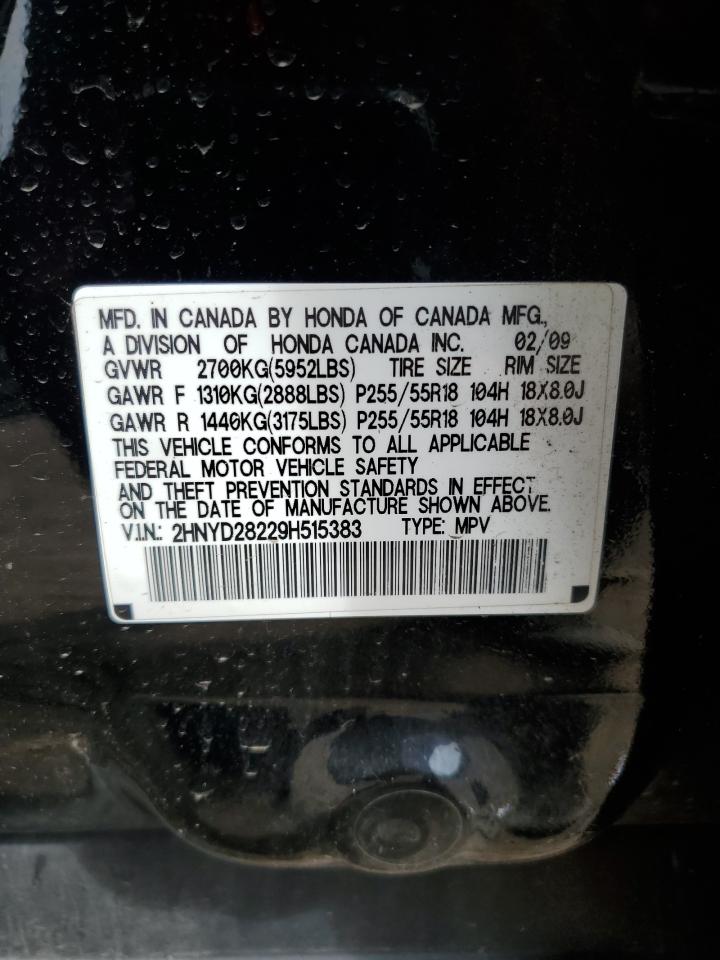 MFD. IN CANADA BY HONDA OF CANADA MFG.,
A DIVISION OF HONDA CANADA INC. 02/09
GVWR 2700KG(5952LBS) TIRE SIZE RIM SIZE
GAWR F 1310KG(2888LBS) P255/55R18 104H 18X8.0J
GAWR R 1440KG(3175LBS) P255/55R18 104H 18X8.0J
THIS VEHICLE CONFORMS TO ALL APPLICABLE
FEDERAL MOTOR VEHICLE SAFETY
AND THEFT PREVENTION STANDARDS IN EFFECT
ON THE DATE OF MANUFACTURE SHOWN ABOVE.
V.I.N.: 2HNYD28229H515383 TYPE: MPV